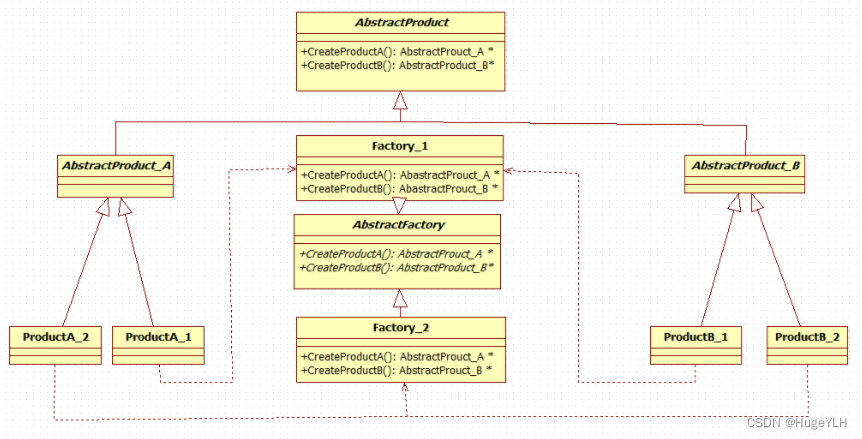 AbstractProduct
+CreateProductA(): AbstractProuct_A *
+CreateProductB(): AbstractProduct_B*
Factory_1
+CreateProductA(): AbastractProuct_A *
+CreateProductB(): AbastractProuct_B *
AbstractProduct_A
AbstractProduct_B
AbstractFactory
+CreateProductA(): AbstractProuct_A *
+CreateProductB(): AbstractProduct_B*
Factory_2
+CreateProductA(): AbstractProuct_A *
+CreateProductB(): AbstractProuct_B *
ProductA_2
ProductA_1
ProductB_1
ProductB_2
CSDN @HugeYLH